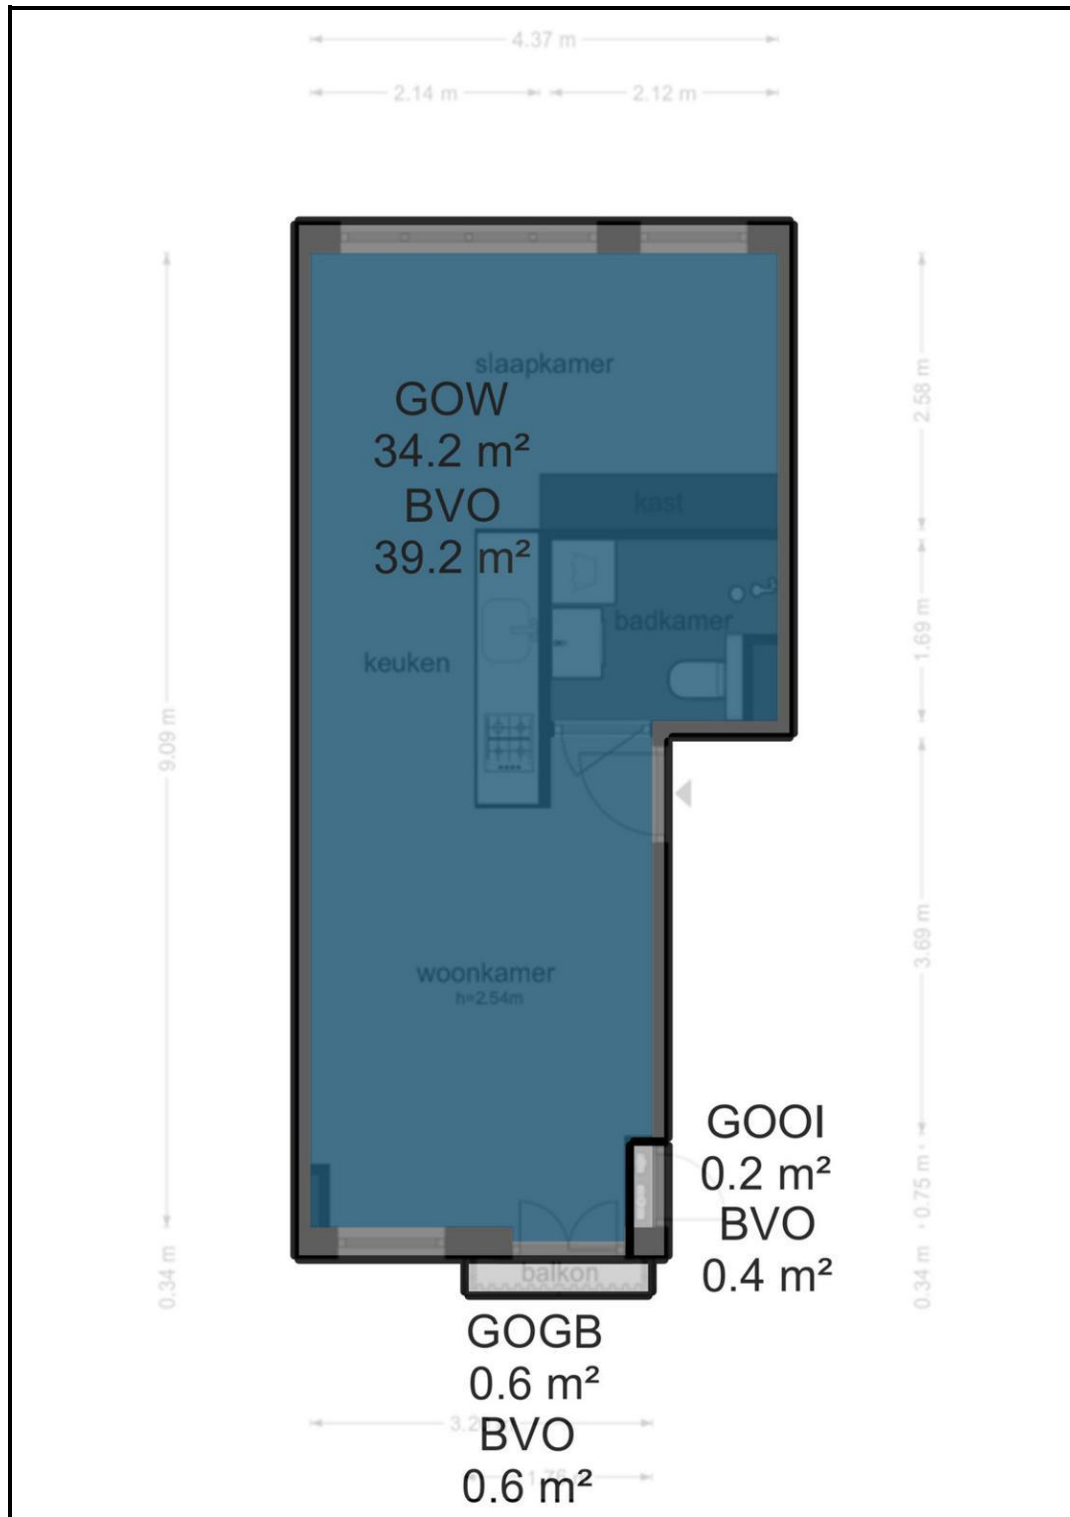 4.37 m
2.14 m
2.12 m
slaapkamer
GOW
34.2 m²
BVO
39.2 m²
kast
badkamer
keuken
2.58 m
1.69 m
9.09 m
3.69 m
woonkamer
h=2.54m
GOOI
0.2 m²
BVO
0.4 m²
0.75 m
0.34 m
0.34 m
balkon
GOGB
0.6 m²
BVO
0.6 m²